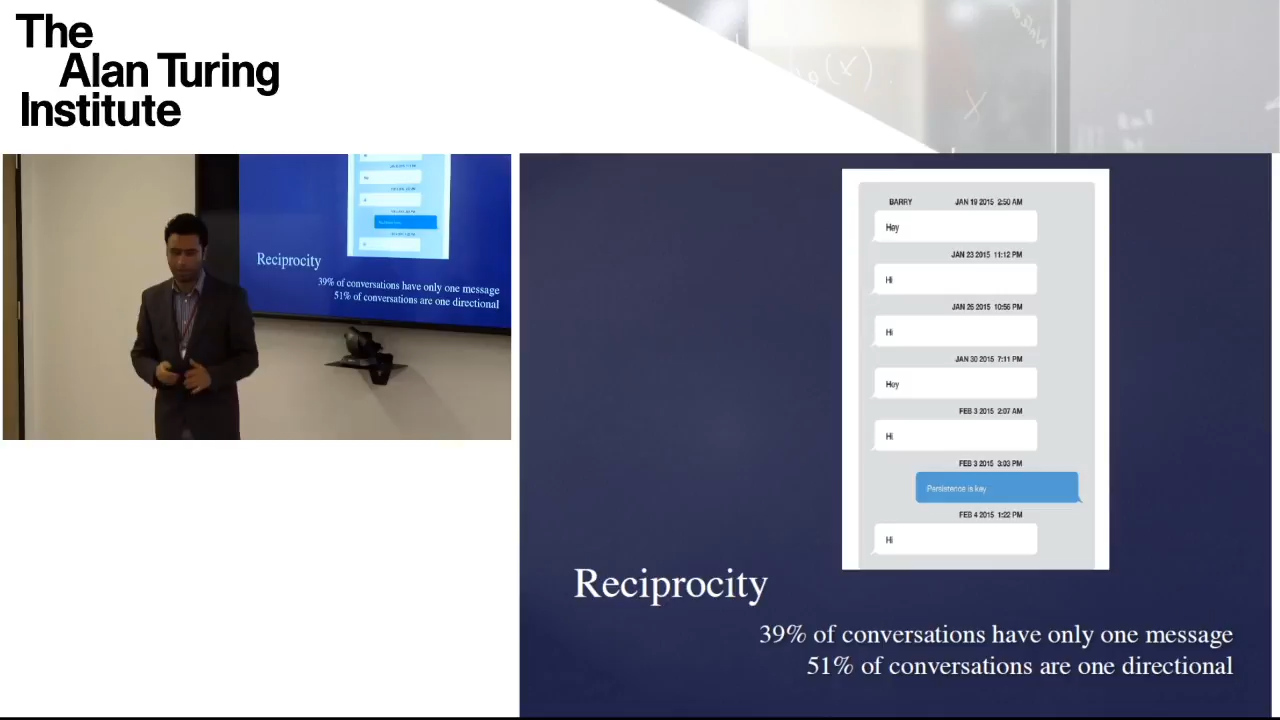 The
Alan Turing
Institute
Reciprocity
39% of conversations have only one message
51% of conversations are one directional
BARRY JAN 19 2015 2:50 AM
Hey
JAN 23 2015 11:12 PM
Hi
JAN 26 2015 10:56 PM
Hi
JAN 30 2015 7:11 PM
Hey
FEB 3 2015 2:07 AM
Hi
FEB 3 2015 3:03 PM
Persistence is key
FEB 4 2015 1:22 PM
Hi
Reciprocity
39% of conversations have only one message
51% of conversations are one directional